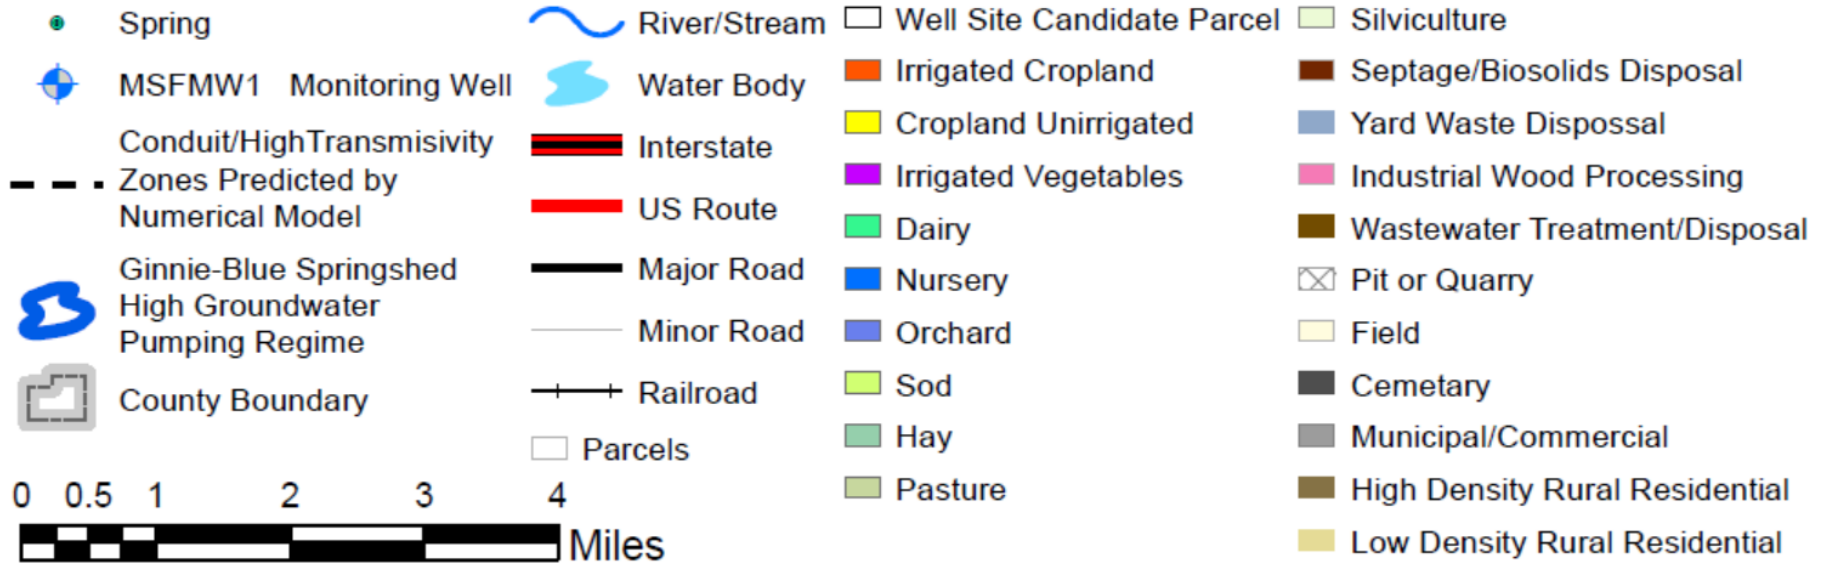 Spring
MSFMW1 Monitoring Well
Conduit/HighTransmisivity
Zones Predicted by
Numerical Model
Ginnie-Blue Springshed
High Groundwater
Pumping Regime
County Boundary
0 0.5 1 2 3 4
Miles
River/Stream
Water Body
Interstate
US Route
Major Road
Minor Road
Railroad
Parcels
Well Site Candidate Parcel
Irrigated Cropland
Cropland Unirrigated
Irrigated Vegetables
Dairy
Nursery
Orchard
Sod
Hay
Pasture
Silviculture
Septage/Biosolids Disposal
Yard Waste Dispossal
Industrial Wood Processing
Wastewater Treatment/Disposal
Pit or Quarry
Field
Cemetary
Municipal/Commercial
High Density Rural Residential
Low Density Rural Residential